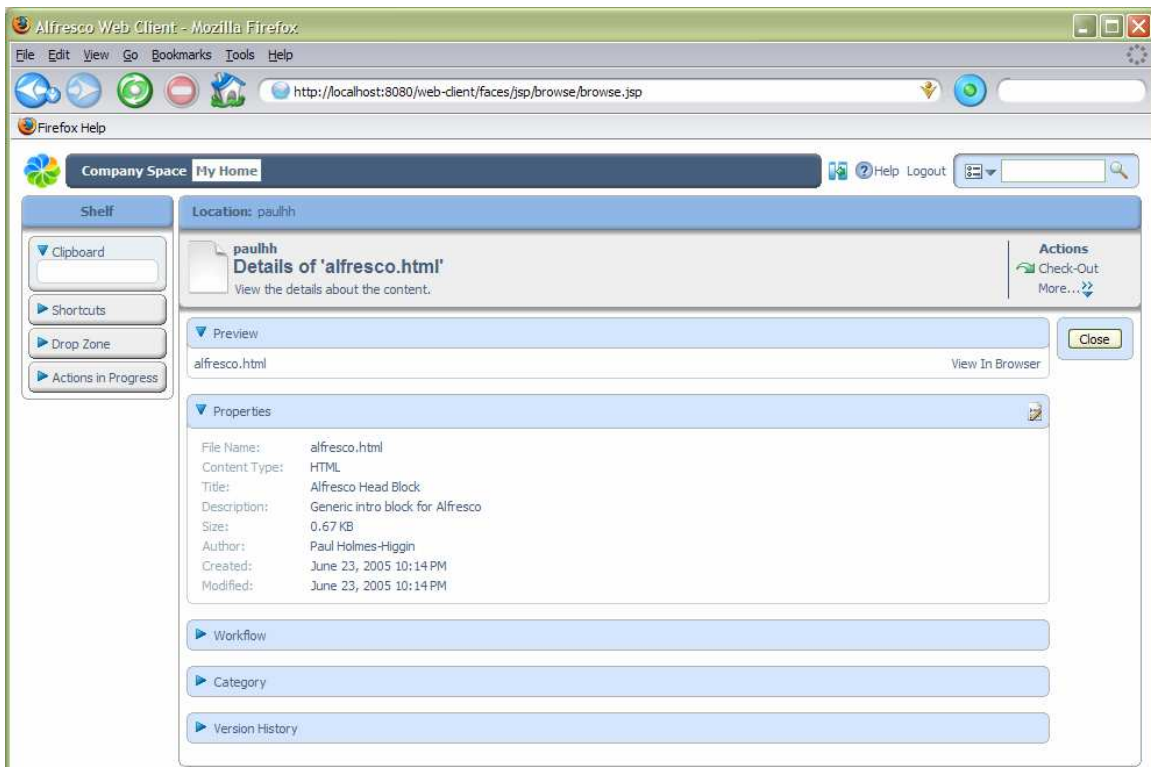 Alfresco Web Client - Mozilla Firefox
File Edit View Go Bookmarks Tools Help
http://localhost:8080/web-client/faces/jsp/browse/browse.jsp
Firefox Help
Company Space My Home
Help Logout
Shelf
Location: paulhh
Clipboard
Shortcuts
Drop Zone
Actions in Progress
paulhh
Details of 'alfresco.html'
View the details about the content.
Actions
Check-Out
More...
Preview
Close
alfresco.html View In Browser
Properties
File Name: alfresco.html
Content Type: HTML
Title: Alfresco Head Block
Description: Generic intro block for Alfresco
Size: 0.67 KB
Author: Paul Holmes-Higgin
Created: June 23, 2005 10:14 PM
Modified: June 23, 2005 10:14 PM
Workflow
Category
Version History